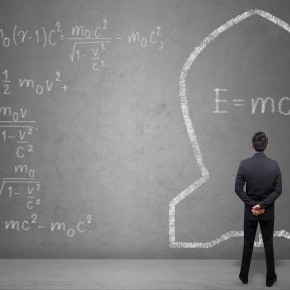 m₀(γ-1)c² = m₀c² / √(1 - v²/c²) - m₀c²;
1/2 m₀v² +
m₀v / 1 - v²/c²
m₀ / √(1 - v²/c²)
mc² - m₀c².
E=mc